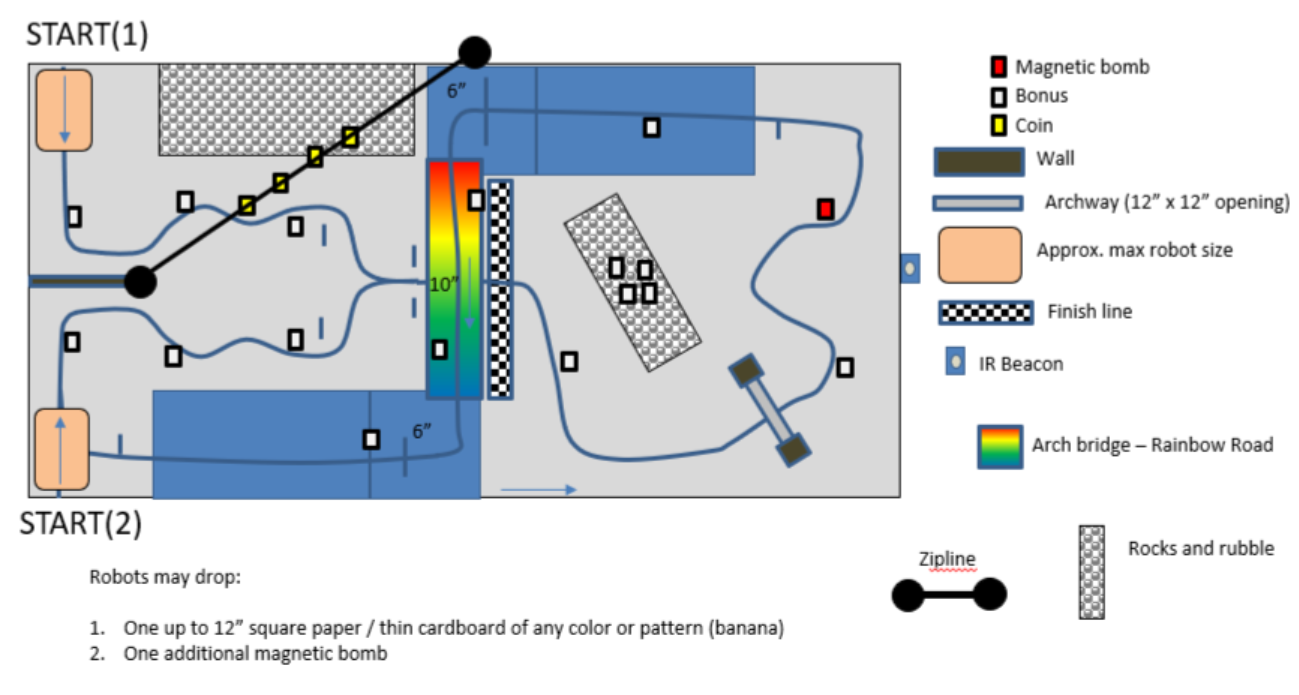 START(1)
6”
10”
6”
START(2)
Magnetic bomb
Bonus
Coin
Wall
Archway (12” x 12” opening)
Approx. max robot size
Finish line
IR Beacon
Arch bridge – Rainbow Road
Zipline
Rocks and rubble
Robots may drop:
1. One up to 12” square paper / thin cardboard of any color or pattern (banana)
2. One additional magnetic bomb